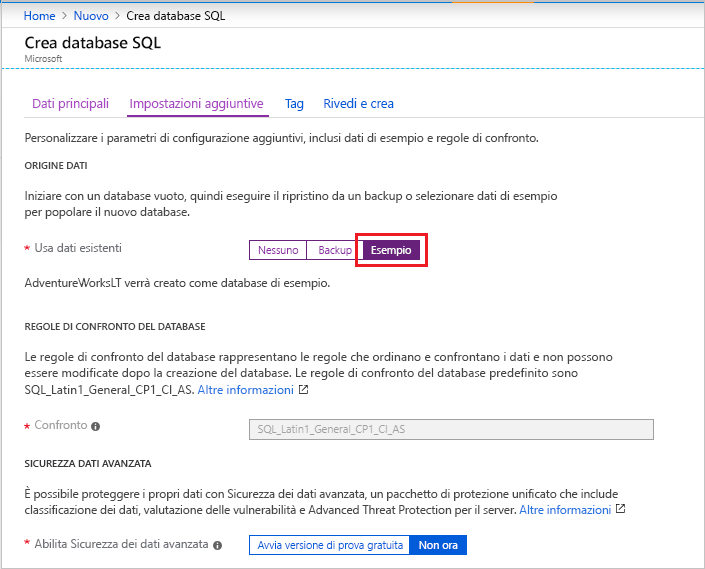 Home > Nuovo > Crea database SQL
Crea database SQL
Microsoft
Dati principali Impostazioni aggiuntive Tag Rivedi e crea
Personalizzare i parametri di configurazione aggiuntivi, inclusi dati di esempio e regole di confronto.
ORIGINE DATI
Iniziare con un database vuoto, quindi eseguire il ripristino da un backup o selezionare dati di esempio
per popolare il nuovo database.
* Usa dati esistenti Nessuno Backup Esempio
AdventureWorksLT verrà creato come database di esempio.
REGOLE DI CONFRONTO DEL DATABASE
Le regole di confronto del database rappresentano le regole che ordinano e confrontano i dati e non possono
essere modificate dopo la creazione del database. Le regole di confronto del database predefinito sono
SQL_Latin1_General_CP1_CI_AS. Altre informazioni
* Confronto SQL_Latin1_General_CP1_CI_AS
SICUREZZA DATI AVANZATA
È possibile proteggere i propri dati con Sicurezza dei dati avanzata, un pacchetto di protezione unificato che include
classificazione dei dati, valutazione delle vulnerabilità e Advanced Threat Protection per il server. Altre informazioni
* Abilita Sicurezza dei dati avanzata Avvia versione di prova gratuita Non ora